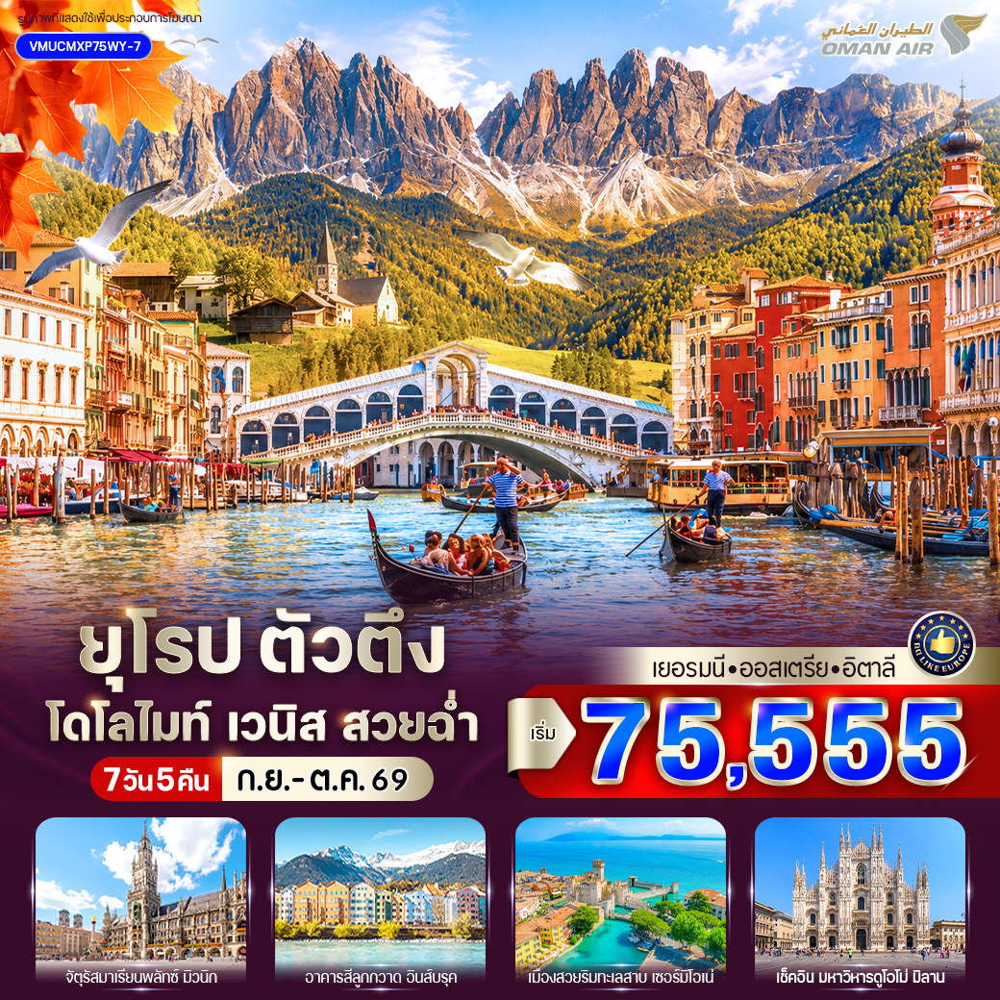 รูปภาพที่แสดงใช้เพื่อประกอบการโฆษณา
VMUCMXP75WY-7
الطيران العماني
OMAN AIR
ยุโรป ตัวตึง
โดโลไมท์ เวนิส สวยฉ่ำ
7 วัน 5 คืน ก.ย. - ต.ค. 69
LIKE EUROPE
เยอรมนี • ออสเตรีย • อิตาลี
เริ่ม 75,555
จัตุรัสมาเรียนพลัทซ์ มิวนิก
อาคารสีลูกกวาด อินส์บรุค
เมืองสวยริมทะเลสาบ เซอร์มิโอเน่
เช็คอิน มหาวิหารดูโอโม่ มิลาน